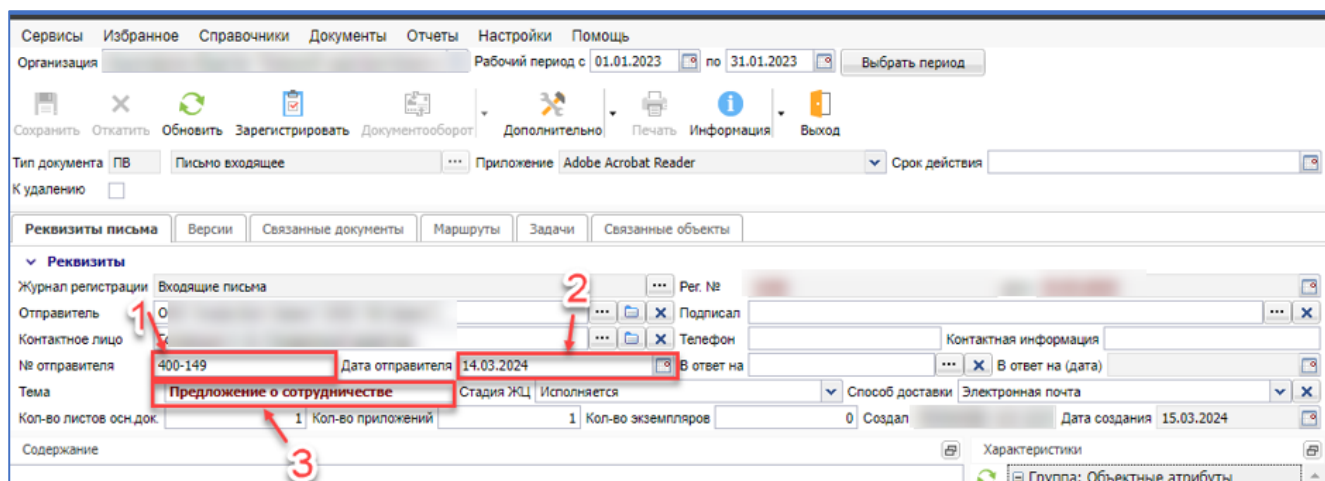 Сервисы Избранное Справочники Документы Отчеты Настройки Помощь
Организация Рабочий период с 01.01.2023 по 31.01.2023 Выбрать период
Сохранить Откатить Обновить Зарегистрировать Документооборот Дополнительно Печать Информация Выход
Тип документа ПВ Письмо входящее ... Приложение Adobe Acrobat Reader Срок действия
К удалению
Реквизиты письма Версии Связанные документы Маршруты Задачи Связанные объекты
Реквизиты
Журнал регистрации Входящие письма ... Рег. №
2
Отправитель О ... Подписал ...
1
Контактное лицо ... Телефон Контактная информация
№ отправителя 400-149 Дата отправителя 14.03.2024 В ответ на ... В ответ на (дата)
Тема Предложение о сотрудничестве Стадия ЖЦ Исполняется Способ доставки Электронная почта
Кол-во листов осн.док. 1 Кол-во приложений 1 Кол-во экземпляров 0 Создал Дата создания 15.03.2024
Содержание Характеристики
3
Группа: Объектные атрибуты